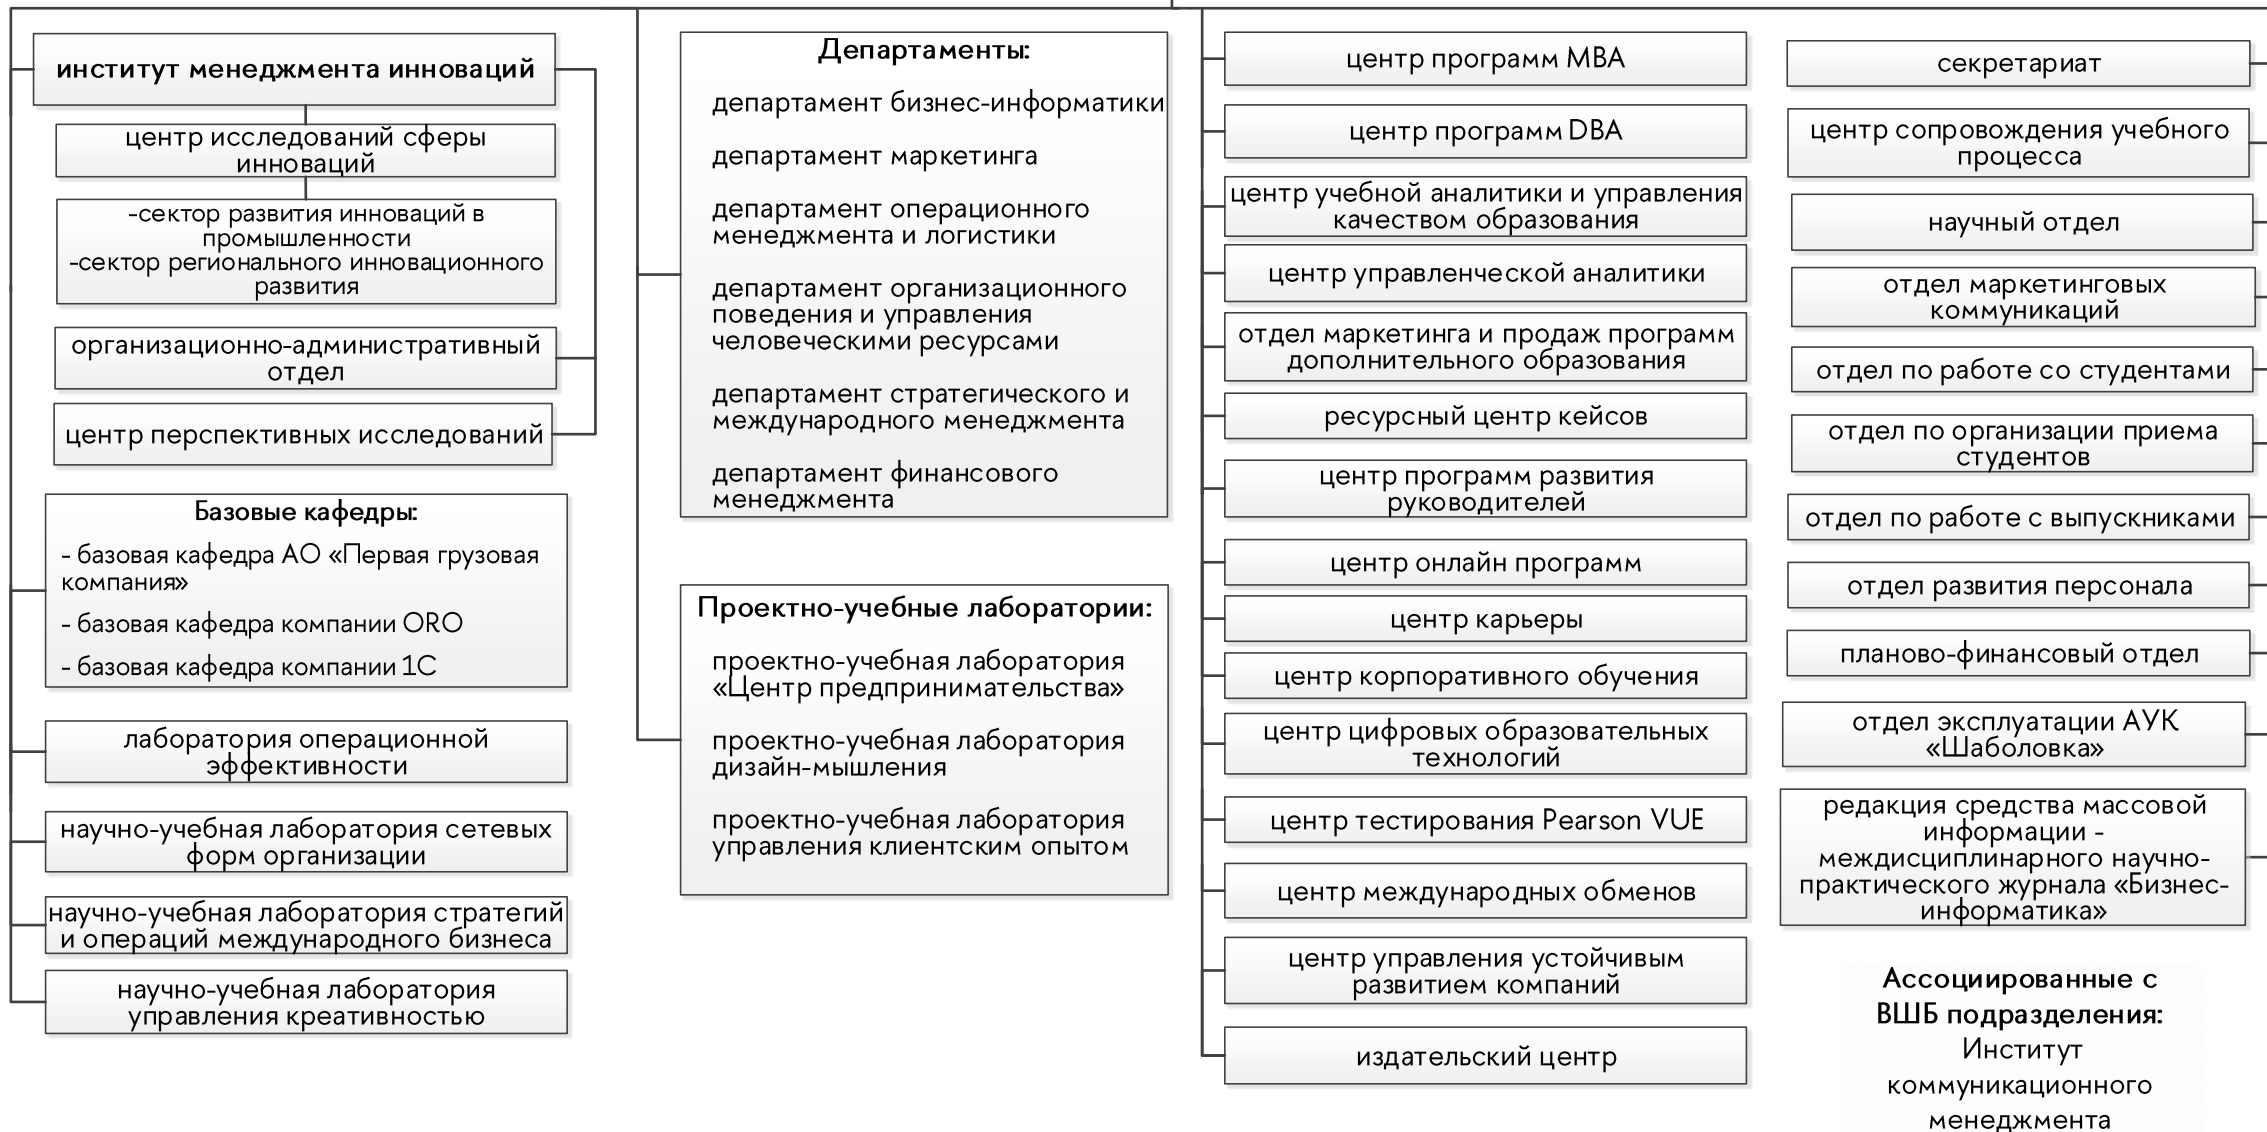 институт менеджмента инноваций
центр исследований сферы
инноваций
-сектор развития инноваций в
промышленности
-сектор регионального инновационного
развития
организационно-административный
отдел
центр перспективных исследований
Базовые кафедры:
- базовая кафедра АО «Первая грузовая
компания»
- базовая кафедра компании ORO
- базовая кафедра компании 1С
лаборатория операционной
эффективности
научно-учебная лаборатория сетевых
форм организации
научно-учебная лаборатория стратегий
и операций международного бизнеса
научно-учебная лаборатория
управления креативностью
Департаменты:
департамент бизнес-информатики
департамент маркетинга
департамент операционного
менеджмента и логистики
департамент организационного
поведения и управления
человеческими ресурсами
департамент стратегического и
международного менеджмента
департамент финансового
менеджмента
Проектно-учебные лаборатории:
проектно-учебная лаборатория
«Центр предпринимательства»
проектно-учебная лаборатория
дизайн-мышления
проектно-учебная лаборатория
управления клиентским опытом
центр программ MBA
центр программ DBA
центр учебной аналитики и управления
качеством образования
центр управленческой аналитики
отдел маркетинга и продаж программ
дополнительного образования
ресурсный центр кейсов
центр программ развития
руководителей
центр онлайн программ
центр карьеры
центр корпоративного обучения
центр цифровых образовательных
технологий
центр тестирования Pearson VUE
центр международных обменов
центр управления устойчивым
развитием компаний
издательский центр
секретариат
центр сопровождения учебного
процесса
научный отдел
отдел маркетинговых
коммуникаций
отдел по работе со студентами
отдел по организации приема
студентов
отдел по работе с выпускниками
отдел развития персонала
планово-финансовый отдел
отдел эксплуатации АУК
«Шаболовка»
редакция средства массовой
информации -
междисциплинарного научно-
практического журнала «Бизнес-
информатика»
Ассоциированные с
ВШБ подразделения:
Институт
коммуникационного
менеджмента